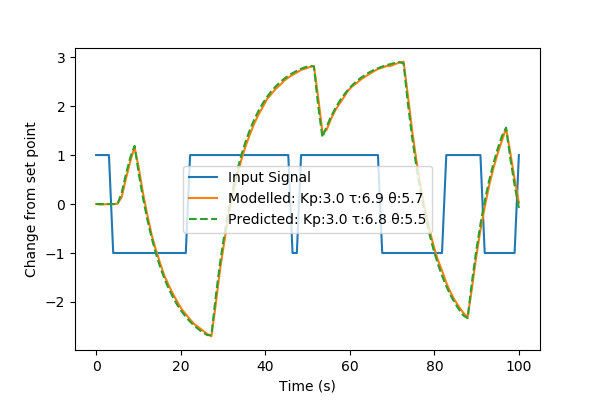 3
2
1
0
−1
−2
Change from set point
Input Signal
Modelled: Kp:3.0 τ:6.9 θ:5.7
Predicted: Kp:3.0 τ:6.8 θ:5.5
0 20 40 60 80 100
Time (s)